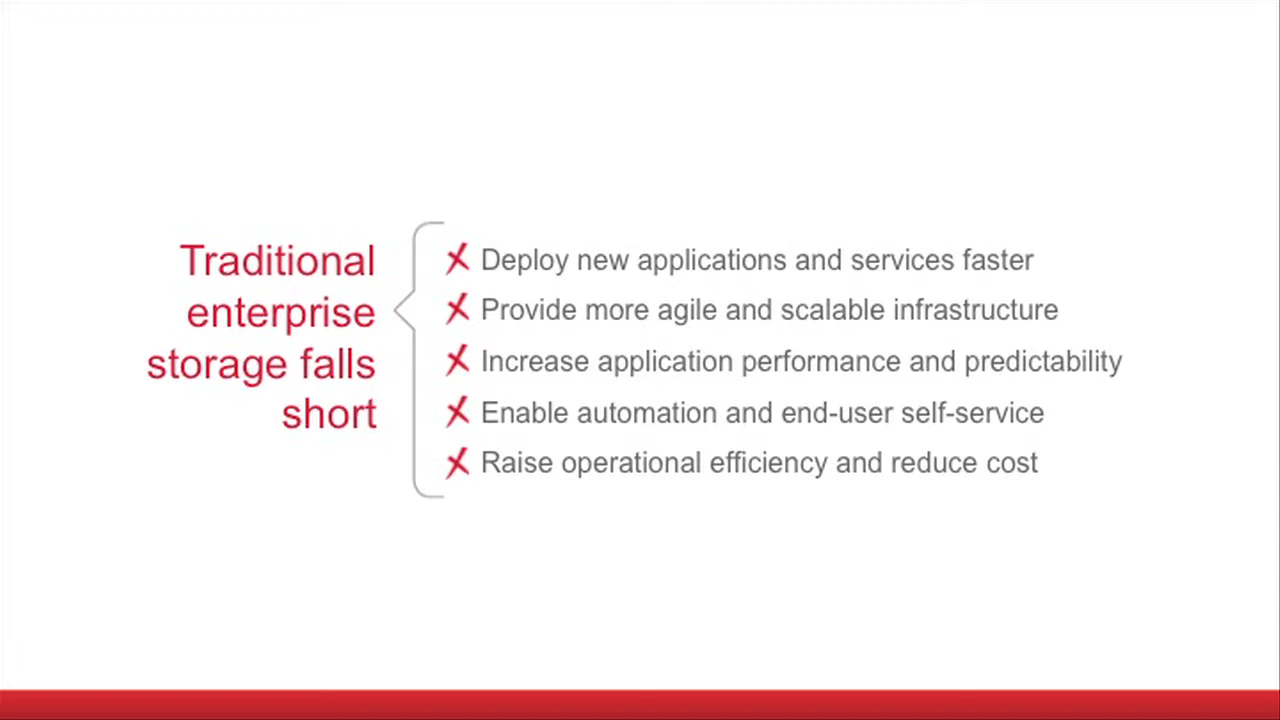 Traditional
enterprise
storage falls
short
Deploy new applications and services faster
Provide more agile and scalable infrastructure
Increase application performance and predictability
Enable automation and end-user self-service
Raise operational efficiency and reduce cost